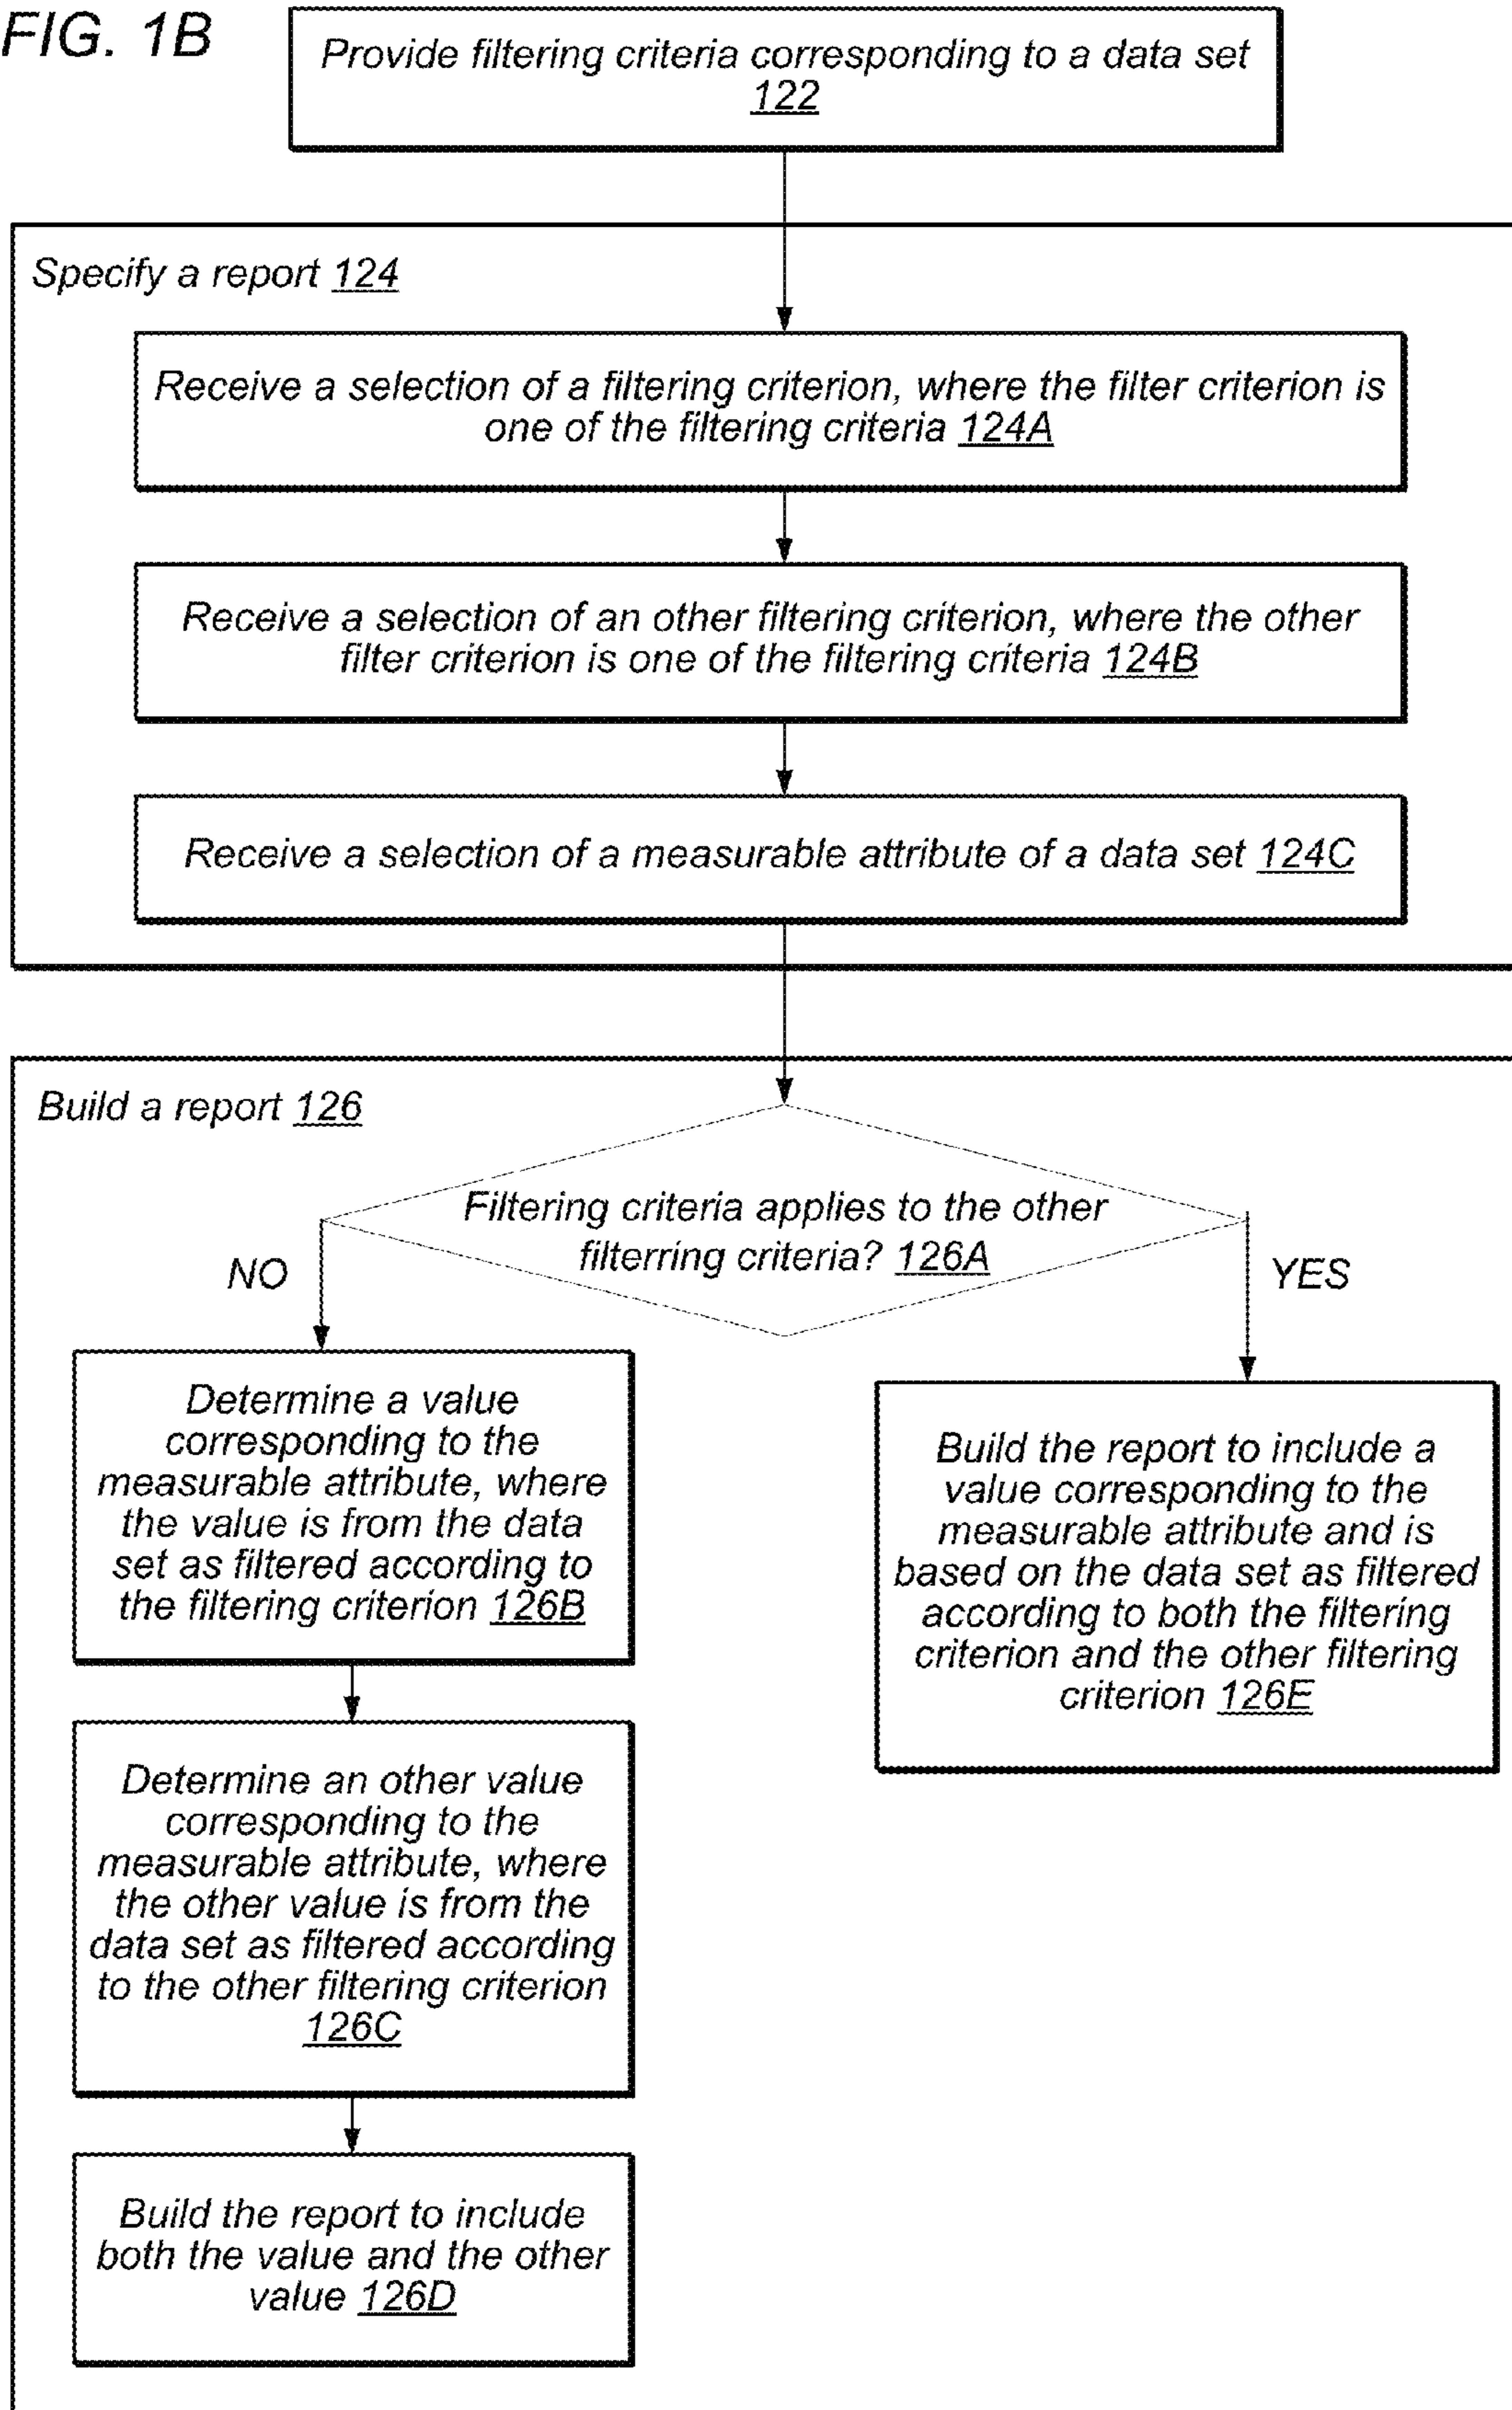 FIG. 1B
Provide filtering criteria corresponding to a data set
122
Specify a report 124
Receive a selection of a filtering criterion, where the filter criterion is
one of the filtering criteria 124A
Receive a selection of an other filtering criterion, where the other
filter criterion is one of the filtering criteria 124B
Receive a selection of a measurable attribute of a data set 124C
Build a report 126
Filtering criteria applies to the other
filterring criteria? 126A
NO
YES
Determine a value
corresponding to the
measurable attribute, where
the value is from the data
set as filtered according to
the filtering criterion 126B
Build the report to include a
value corresponding to the
measurable attribute and is
based on the data set as filtered
according to both the filtering
criterion and the other filtering
criterion 126E
Determine an other value
corresponding to the
measurable attribute, where
the other value is from the
data set as filtered according
to the other filtering criterion
126C
Build the report to include
both the value and the other
value 126D